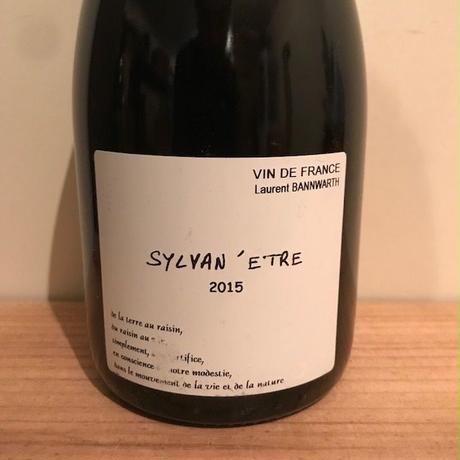 VIN DE FRANCE
Laurent BANNWARTH
SYLVAN 'ETRE
2015
De la terre au raisin,
du raisin au
simplement,
en conscience notre modestie,
dans le mouvement de la vie et de la nature